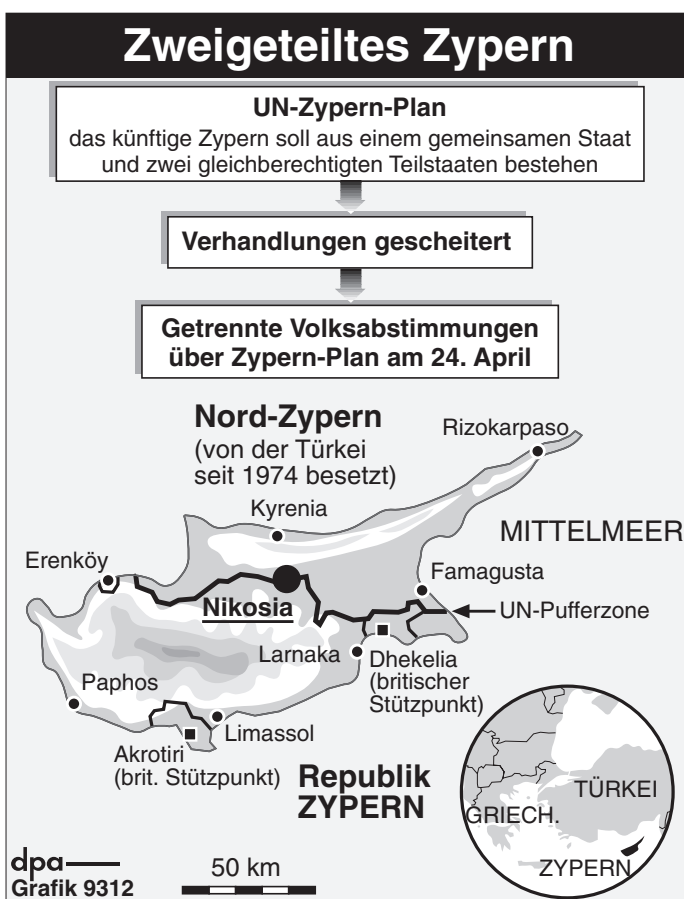 Zweigeteiltes Zypern
UN-Zypern-Plan
das künftige Zypern soll aus einem gemeinsamen Staat
und zwei gleichberechtigten Teilstaaten bestehen
Verhandlungen gescheitert
Getrennte Volksabstimmungen
über Zypern-Plan am 24. April
Nord-Zypern
(von der Türkei
seit 1974 besetzt)
Rizokarpaso
Kyrenia
MITTELMEER
Erenköy
Famagusta
Nikosia
UN-Pufferzone
Larnaka
Dhekelia
(britischer
Stützpunkt)
Paphos
Limassol
Akrotiri
(brit. Stützpunkt)
Republik
ZYPERN
TÜRKEI
GRIECH.
ZYPERN
dpa
Grafik 9312
50 km